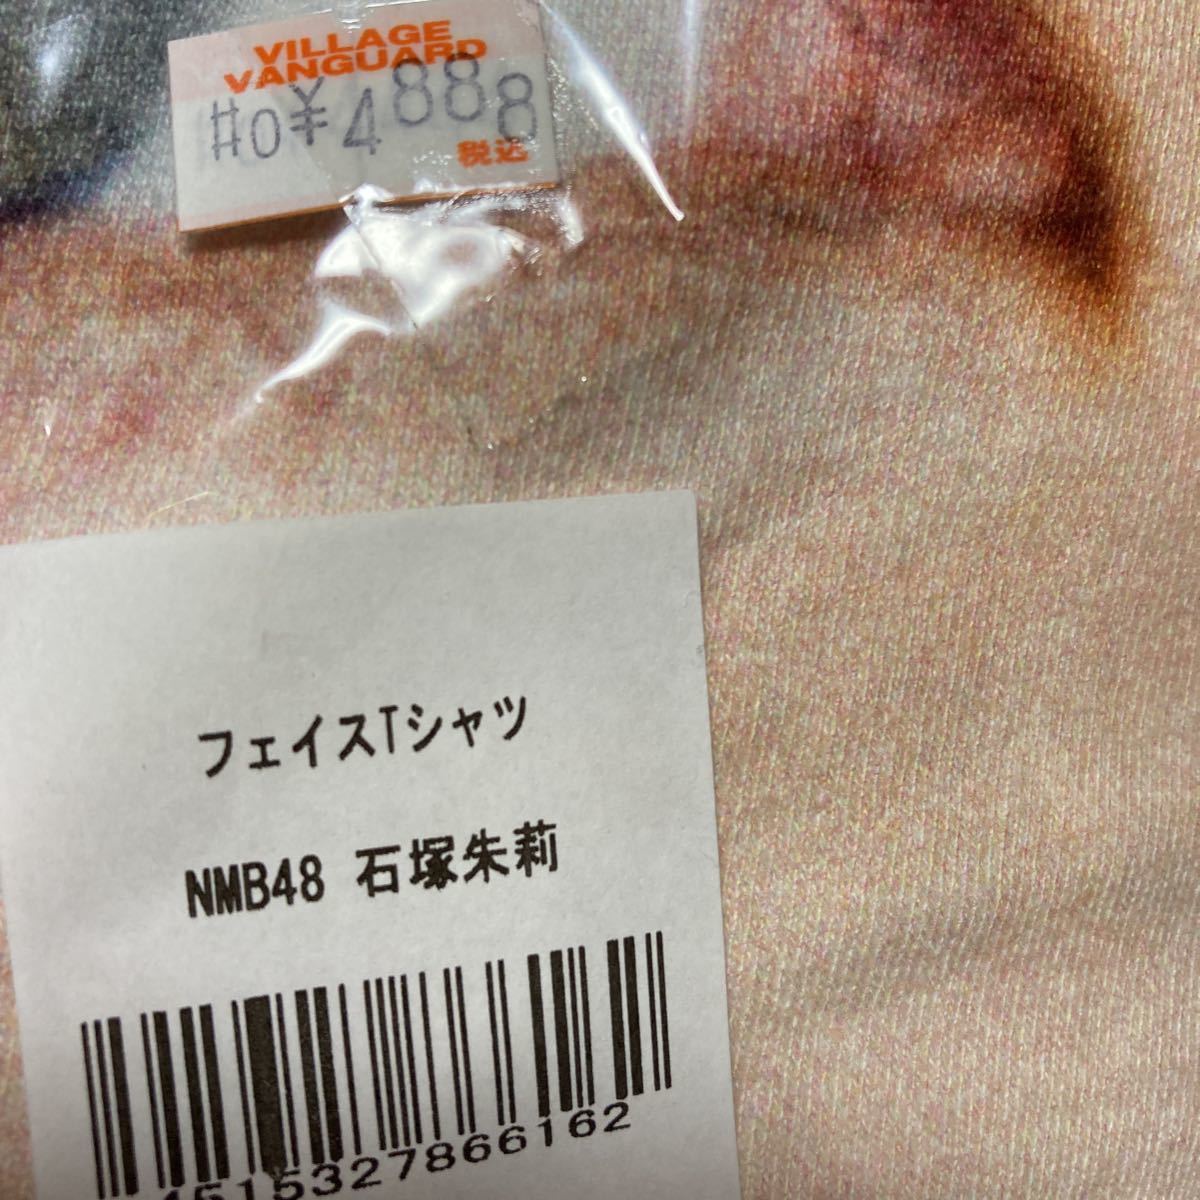 VILLAGE
VANGUARD
#0¥4888
税込
フェイスTシャツ
NMB48 石塚朱莉
4515327866162